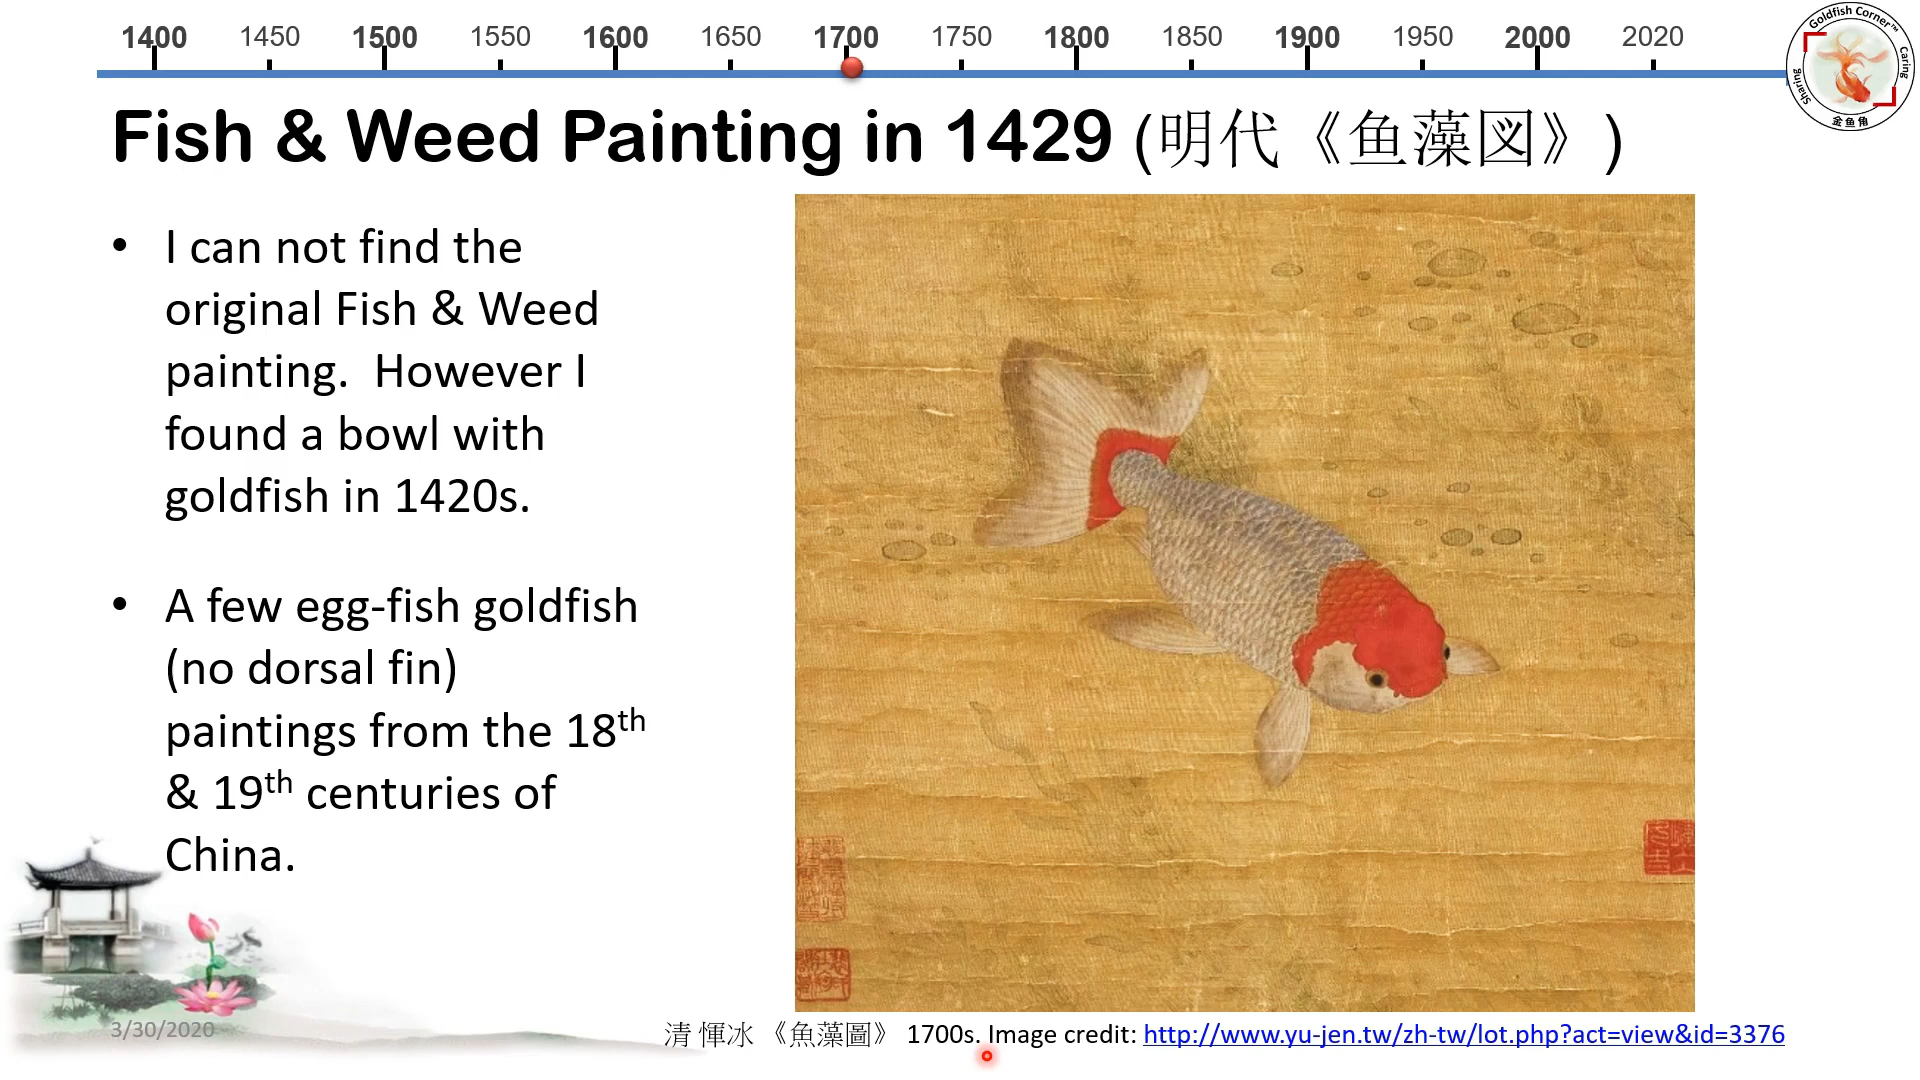 1400 1450 1500 1550 1600 1650 1700 1750 1800 1850 1900 1950 2000 2020
Goldfish Corner™
Caring
Sharing
金鱼角
Fish & Weed Painting in 1429 (明代《鱼藻図》)
• I can not find the
original Fish & Weed
painting. However I
found a bowl with
goldfish in 1420s.
• A few egg-fish goldfish
(no dorsal fin)
paintings from the 18th
& 19th centuries of
China.
3/30/2020
清 惲冰 《魚藻圖》 1700s. Image credit: http://www.yu-jen.tw/zh-tw/lot.php?act=view&id=3376